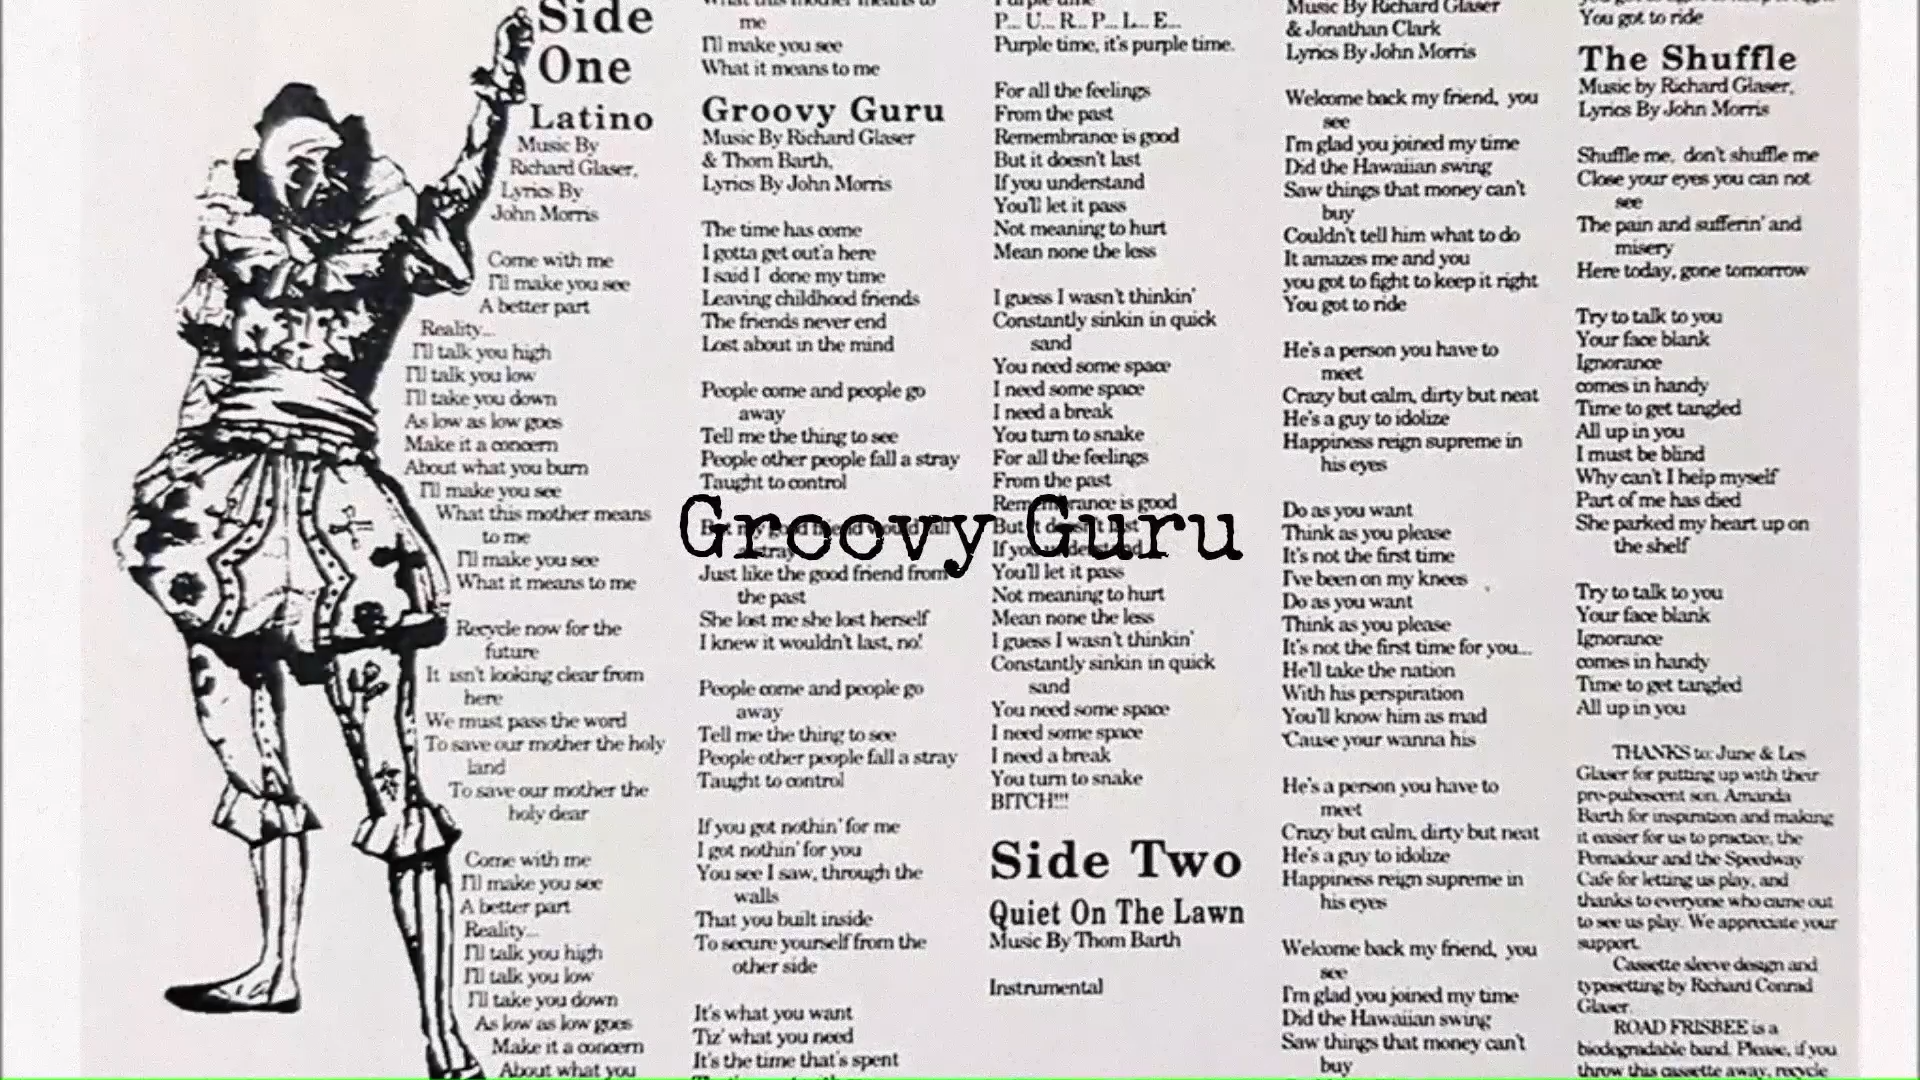 Side
One
Latino
Music By
Richard Glaser,
Lyrics By
John Morris
Come with me
I'll make you see
A better part
Reality...
I'll talk you high
I'll talk you low
I'll take you down
As low as low goes
Make it a concern
About what you burn
I'll make you see
What this mother means
to me
I'll make you see
What it means to me
Recycle now for the
future
It isn't looking clear from
here
We must pass the word
To save our mother the holy
land
To save our mother the
holy dear
Come with me
I'll make you see
A better part
Reality...
I'll talk you high
I'll talk you low
I'll take you down
As low as low goes
Make it a concern
About what you
What this mother means to
me
I'll make you see
What it means to me
Groovy Guru
Music By Richard Glaser
& Thom Barth,
Lyrics By John Morris
The time has come
I gotta get out'a here
I said I done my time
Leaving childhood friends
The friends never end
Lost about in the mind
People come and people go
away
Tell me the thing to see
People other people fall a stray
Taught to control
But my good friend would fall
stray
Just like the good friend from
the past
She lost me she lost herself
I knew it wouldn't last, no!
People come and people go
away
Tell me the thing to see
People other people fall a stray
Taught to control
If you got nothin' for me
I got nothin' for you
You see I saw, through the
walls
That you built inside
To secure yourself from the
other side
It's what you want
Tiz' what you need
It's the time that's spent
Groovy Guru
Purple time
P... U... R... P... L... E...
Purple time, it's purple time.
For all the feelings
From the past
Remembrance is good
But it doesn't last
If you understand
You'll let it pass
Not meaning to hurt
Mean none the less
I guess I wasn't thinkin'
Constantly sinkin in quick
sand
You need some space
I need some space
I need a break
You turn to snake
For all the feelings
From the past
Remembrance is good
But it doesn't last
If you understand
You'll let it pass
Not meaning to hurt
Mean none the less
I guess I wasn't thinkin'
Constantly sinkin in quick
sand
You need some space
I need some space
I need a break
You turn to snake
BITCH!!!
Side Two
Quiet On The Lawn
Music By Thom Barth
Instrumental
Music By Richard Glaser
& Jonathan Clark
Lyrics By John Morris
Welcome back my friend, you
see
I'm glad you joined my time
Did the Hawaiian swing
Saw things that money can't
buy
Couldn't tell him what to do
It amazes me and you
you got to fight to keep it right
You got to ride
He's a person you have to
meet
Crazy but calm, dirty but neat
He's a guy to idolize
Happiness reign supreme in
his eyes
Do as you want
Think as you please
It's not the first time
I've been on my knees
Do as you want
Think as you please
It's not the first time for you...
He'll take the nation
With his perspiration
You'll know him as mad
'Cause your wanna his
He's a person you have to
meet
Crazy but calm, dirty but neat
He's a guy to idolize
Happiness reign supreme in
his eyes
Welcome back my friend, you
see
I'm glad you joined my time
Did the Hawaiian swing
Saw things that money can't
buy
You got to ride
The Shuffle
Music by Richard Glaser,
Lyrics By John Morris
Shuffle me, don't shuffle me
Close your eyes you can not
see
The pain and sufferin' and
misery
Here today, gone tomorrow
Try to talk to you
Your face blank
Ignorance
comes in handy
Time to get tangled
All up in you
I must be blind
Why can't I help myself
Part of me has died
She parked my heart up on
the shelf
Try to talk to you
Your face blank
Ignorance
comes in handy
Time to get tangled
All up in you
THANKS to: June & Les
Glaser for putting up with their
pre-pubescent son, Amanda
Barth for inspiration and making
it easier for us to practice, the
Pomadour and the Speedway
Cafe for letting us play, and
thanks to everyone who came out
to see us play. We appreciate your
support.
Cassette sleeve design and
typesetting by Richard Conrad
Glaser.
ROAD FRISBEE is a
biodegradable band. Please, if you
throw this cassette away, recycle